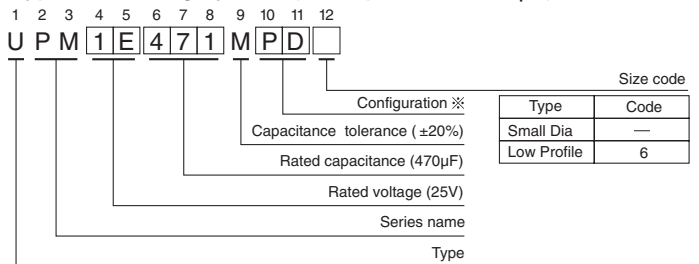 1 2 3 4 5 6 7 8 9 10 11 12
U P M 1 E 4 7 1 M P D
Size code
Configuration ※
Capacitance tolerance (±20%)
Rated capacitance (470µF)
Rated voltage (25V)
Series name
Type
Type Code
Small Dia —
Low Profile 6